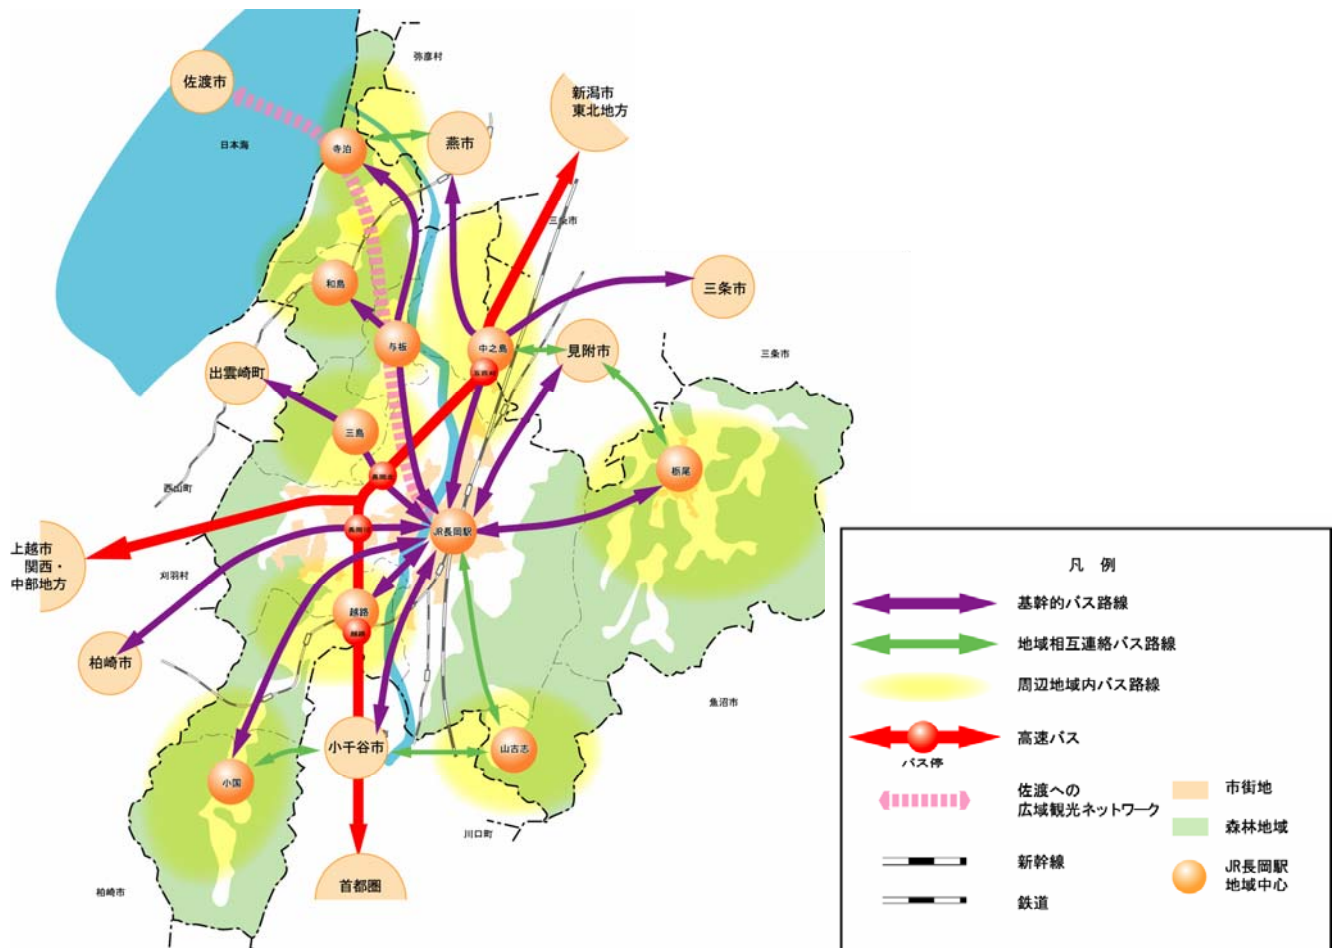 弥彦村
佐渡市
新潟市
東北地方
日本海
寺泊
燕市
三条市
和島
三条市
与板
中之島
見附市
三条市
出雲崎町
三島
栃尾
長岡北
西山町
JR長岡駅
上越市
関西・
中部地方
刈羽村
越路
越路
柏崎市
魚沼市
小千谷市
山古志
小国
川口町
首都圏
柏崎市
凡 例
基幹的バス路線
地域相互連絡バス路線
周辺地域内バス路線
高速バス
バス停
佐渡への
広域観光ネットワーク
市街地
森林地域
新幹線
JR長岡駅
地域中心
鉄道